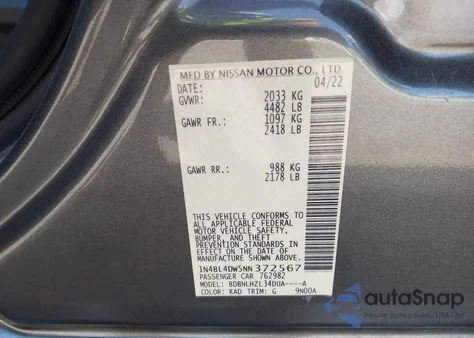 MFD BY NISSAN MOTOR CO., LTD.
DATE: 04/22
GVWR: 2033 KG
4482 LB
GAWR FR.: 1097 KG
2418 LB
GAWR RR.: 988 KG
2178 LB
THIS VEHICLE CONFORMS TO
ALL APPLICABLE FEDERAL
MOTOR VEHICLE SAFETY,
BUMPER, AND THEFT
PREVENTION STANDARDS
IN EFFECT ON THE DATE OF
MANUFACTURE SHOWN ABOVE.
1N4BL4DW5NN372567
PASSENGER CAR 762982
MODEL: BDBNLHZL34DUA----A
COLOR: KAD TRIM: G 9N00A
autoSnap